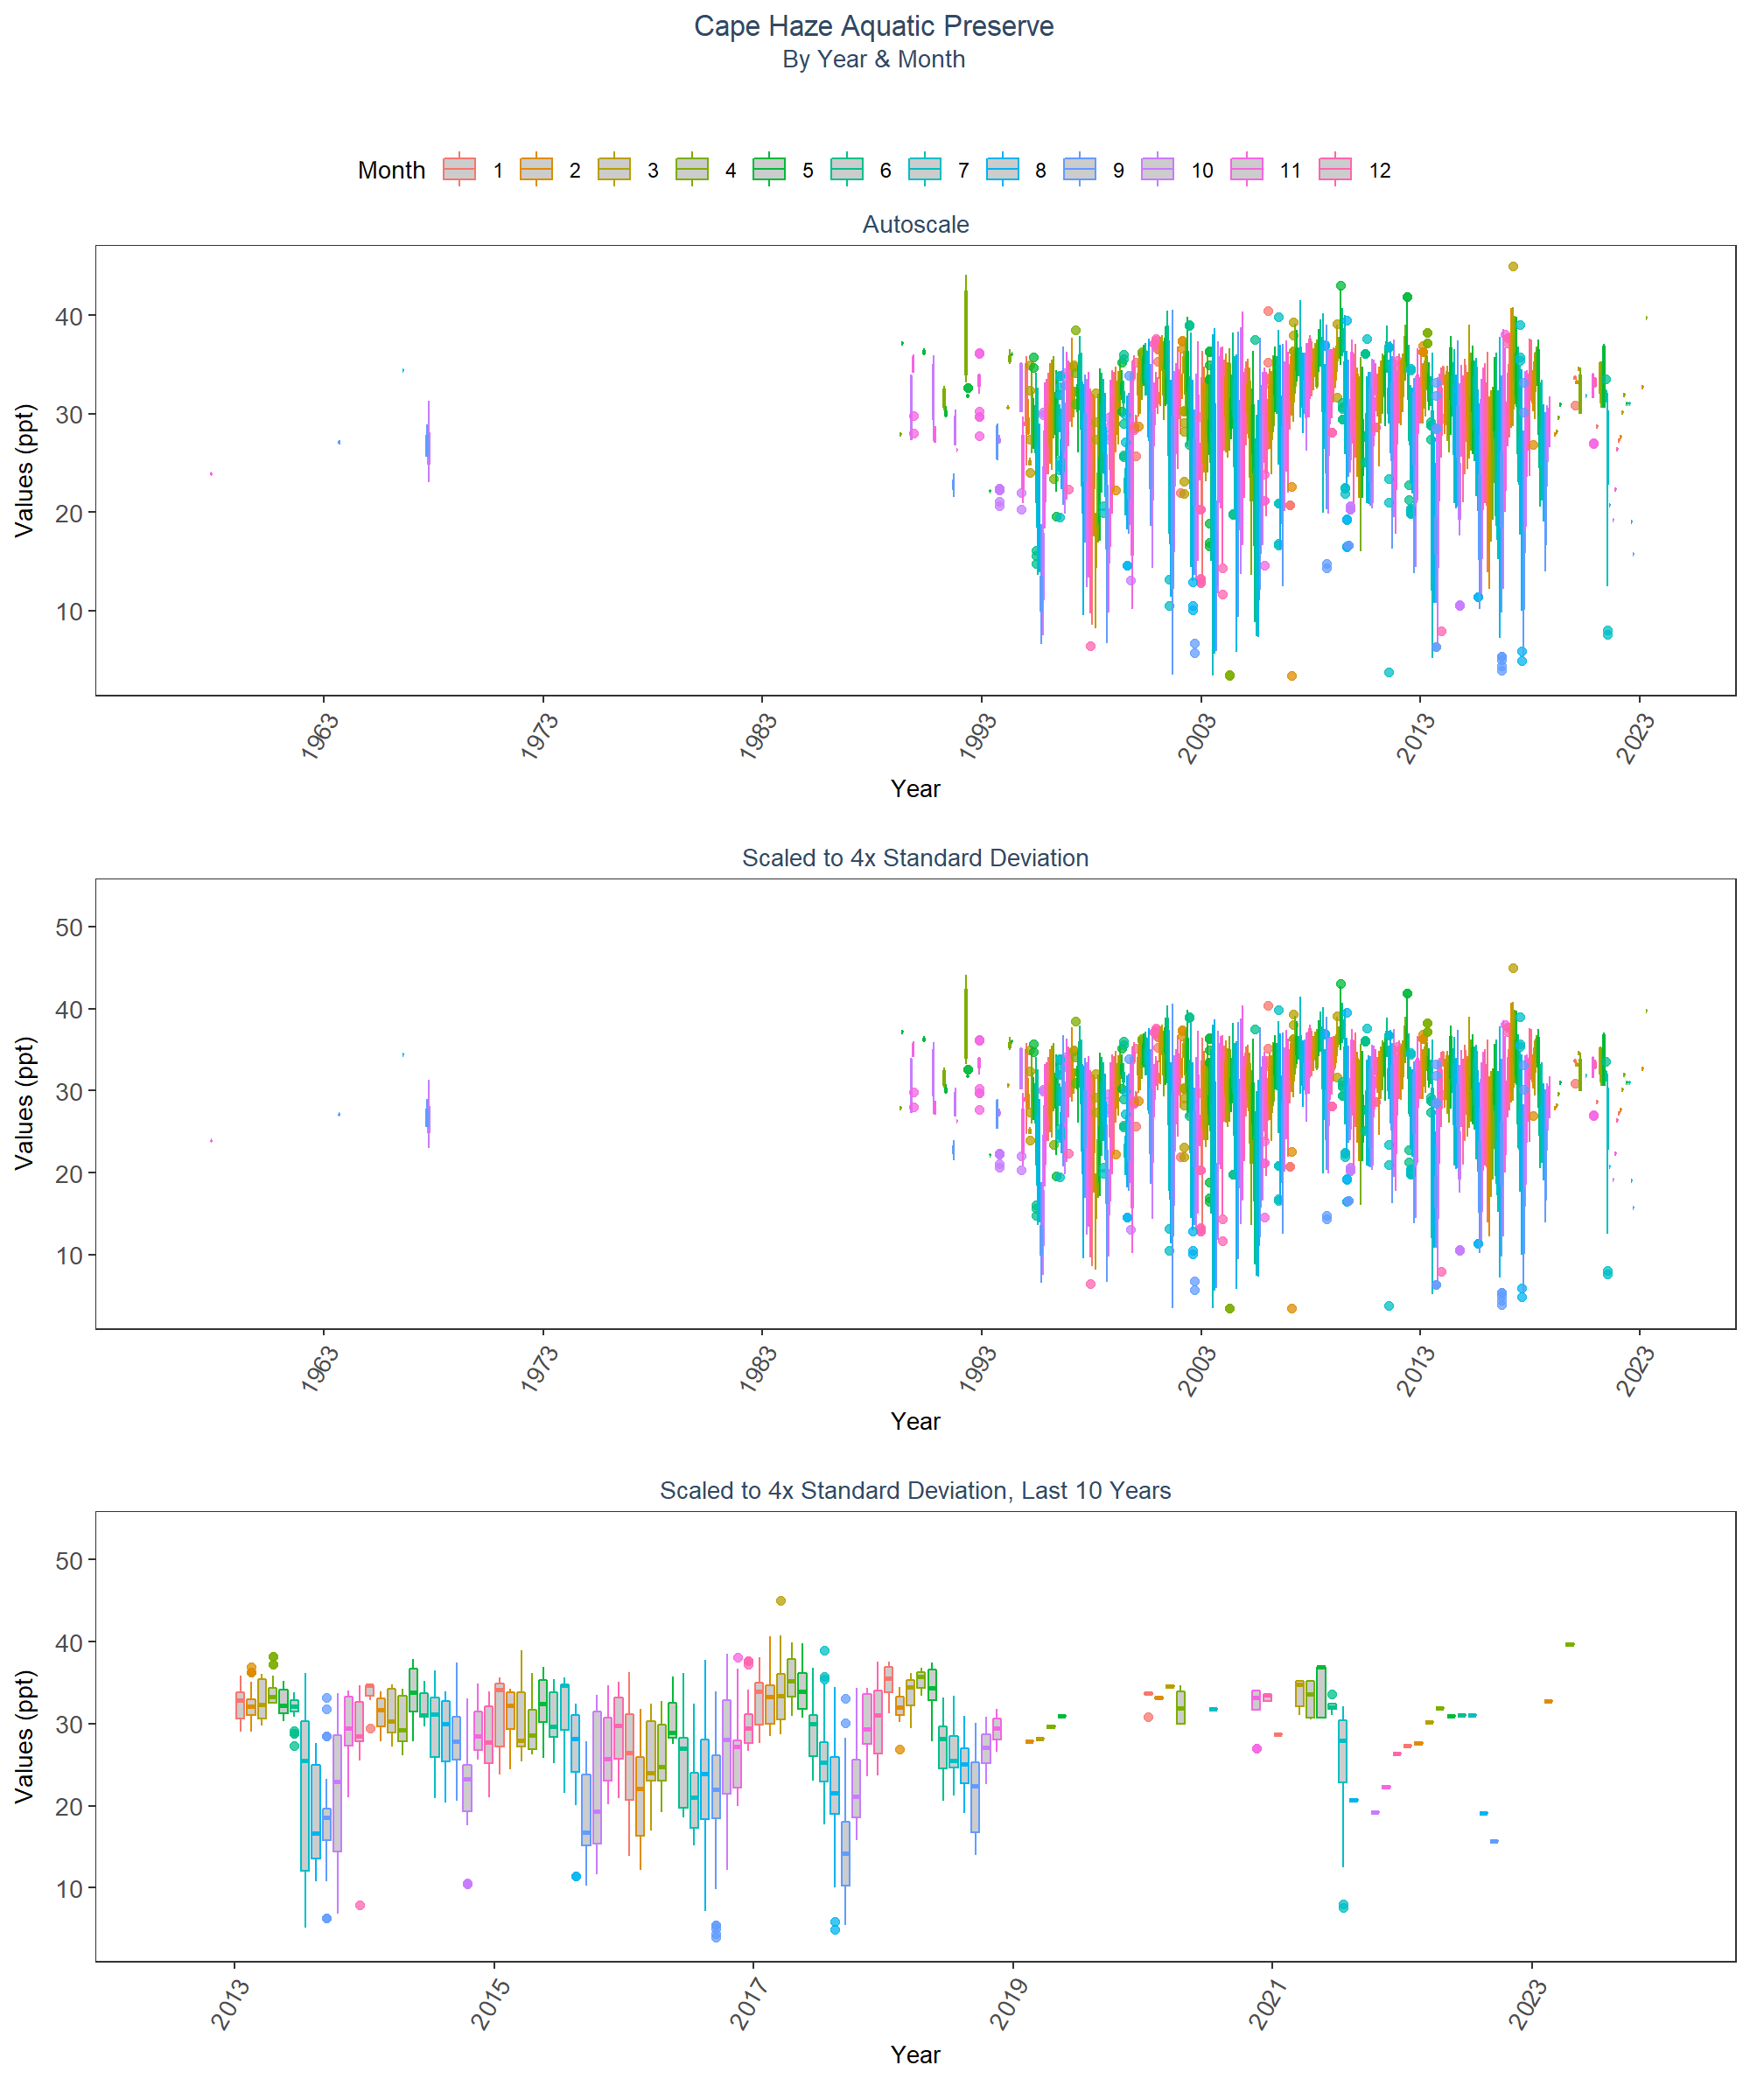 Cape Haze Aquatic Preserve
By Year & Month
Month 1 2 3 4 5 6 7 8 9 10 11 12
Autoscale
Values (ppt)
40
30
20
10
1963 1973 1983 1993 2003 2013 2023
Year
Scaled to 4x Standard Deviation
Values (ppt)
50
40
30
20
10
1963 1973 1983 1993 2003 2013 2023
Year
Scaled to 4x Standard Deviation, Last 10 Years
Values (ppt)
50
40
30
20
10
2013 2015 2017 2019 2021 2023
Year